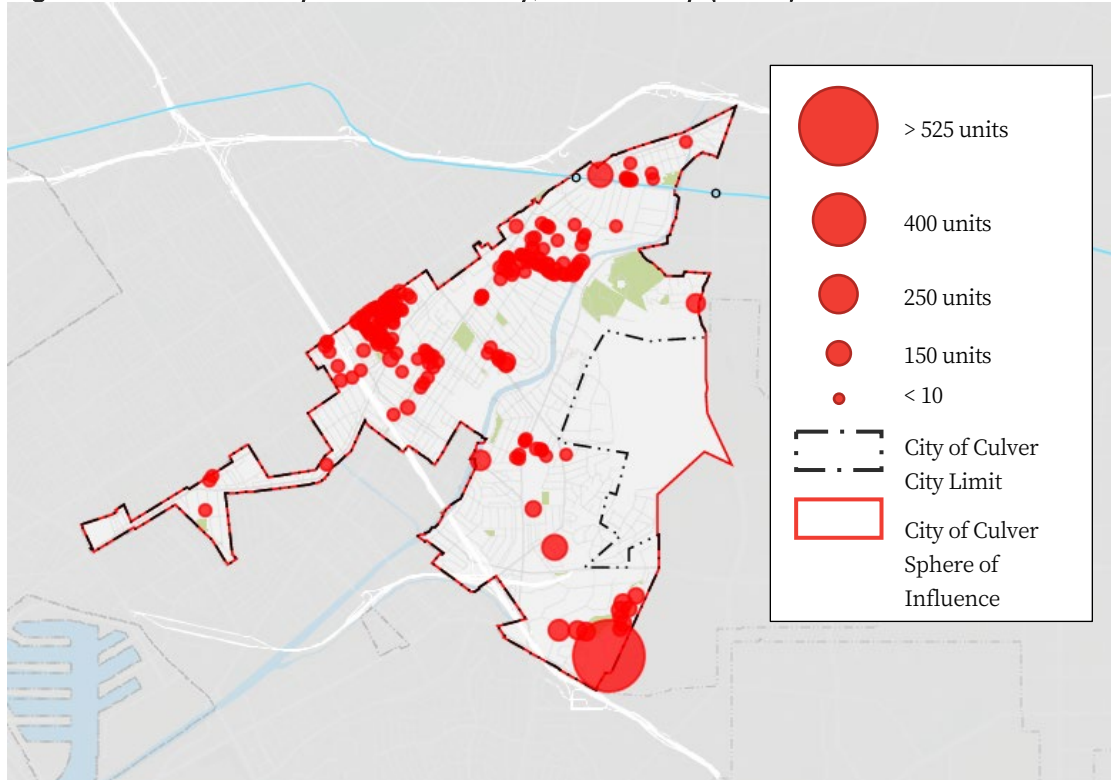 > 525 units
400 units
250 units
150 units
< 10
City of Culver
City Limit
City of Culver
Sphere of
Influence